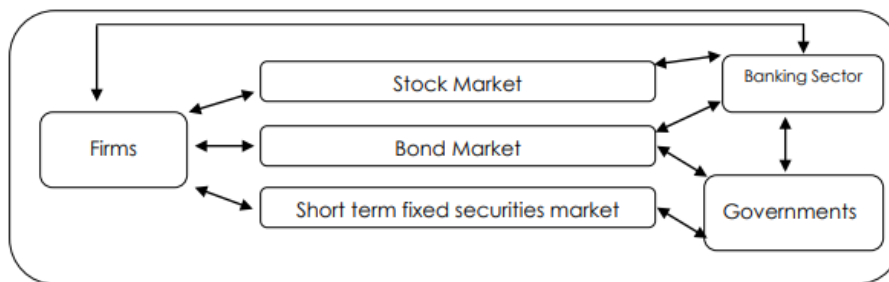 Stock Market
Banking Sector
Firms
Bond Market
Short term fixed securities market
Governments